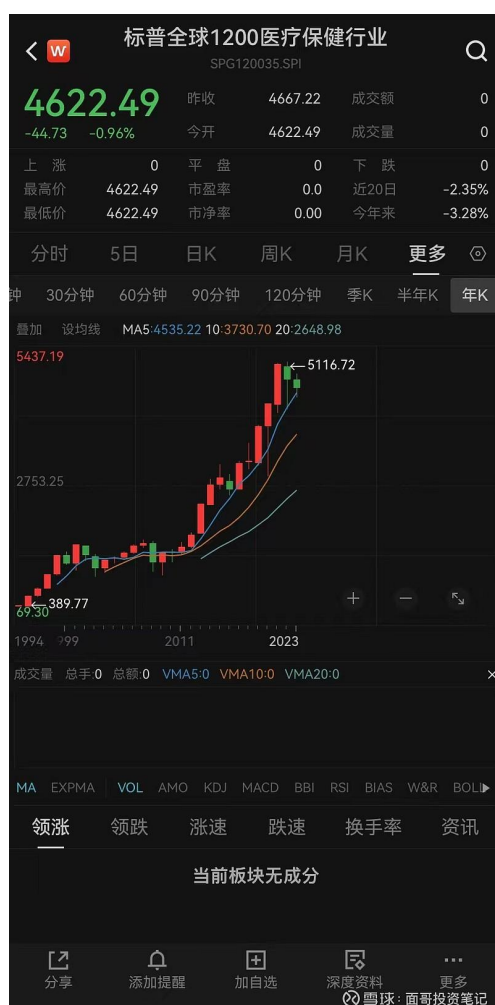 W 标普全球1200医疗保健行业
SPG120035.SPI
4622.49 昨收 4667.22 成交额 0
-44.73 -0.96% 今开 4622.49 成交量 0
上涨 0 平盘 0 下跌 0
最高价 4622.49 市盈率 0.0 近20日 -2.35%
最低价 4622.49 市净率 0.00 今年来 -3.28%
分时 5日 日K 周K 月K 更多
钟 30分钟 60分钟 90分钟 120分钟 季K 半年K 年K
叠加 设均线 MA5:4535.22 10:3730.70 20:2648.98
5437.19
5116.72
2753.25
389.77
69.30
1994 999 2011 2023
成交量 总手:0 总额:0 VMA5:0 VMA10:0 VMA20:0
MA EXPMA VOL AMO KDJ MACD BBI RSI BIAS W&R BOLL
领涨 领跌 涨速 跌速 换手率 资讯
当前板块无成分
分享 添加提醒 加自选 深度资料 更多
雪球: 面哥投资笔记